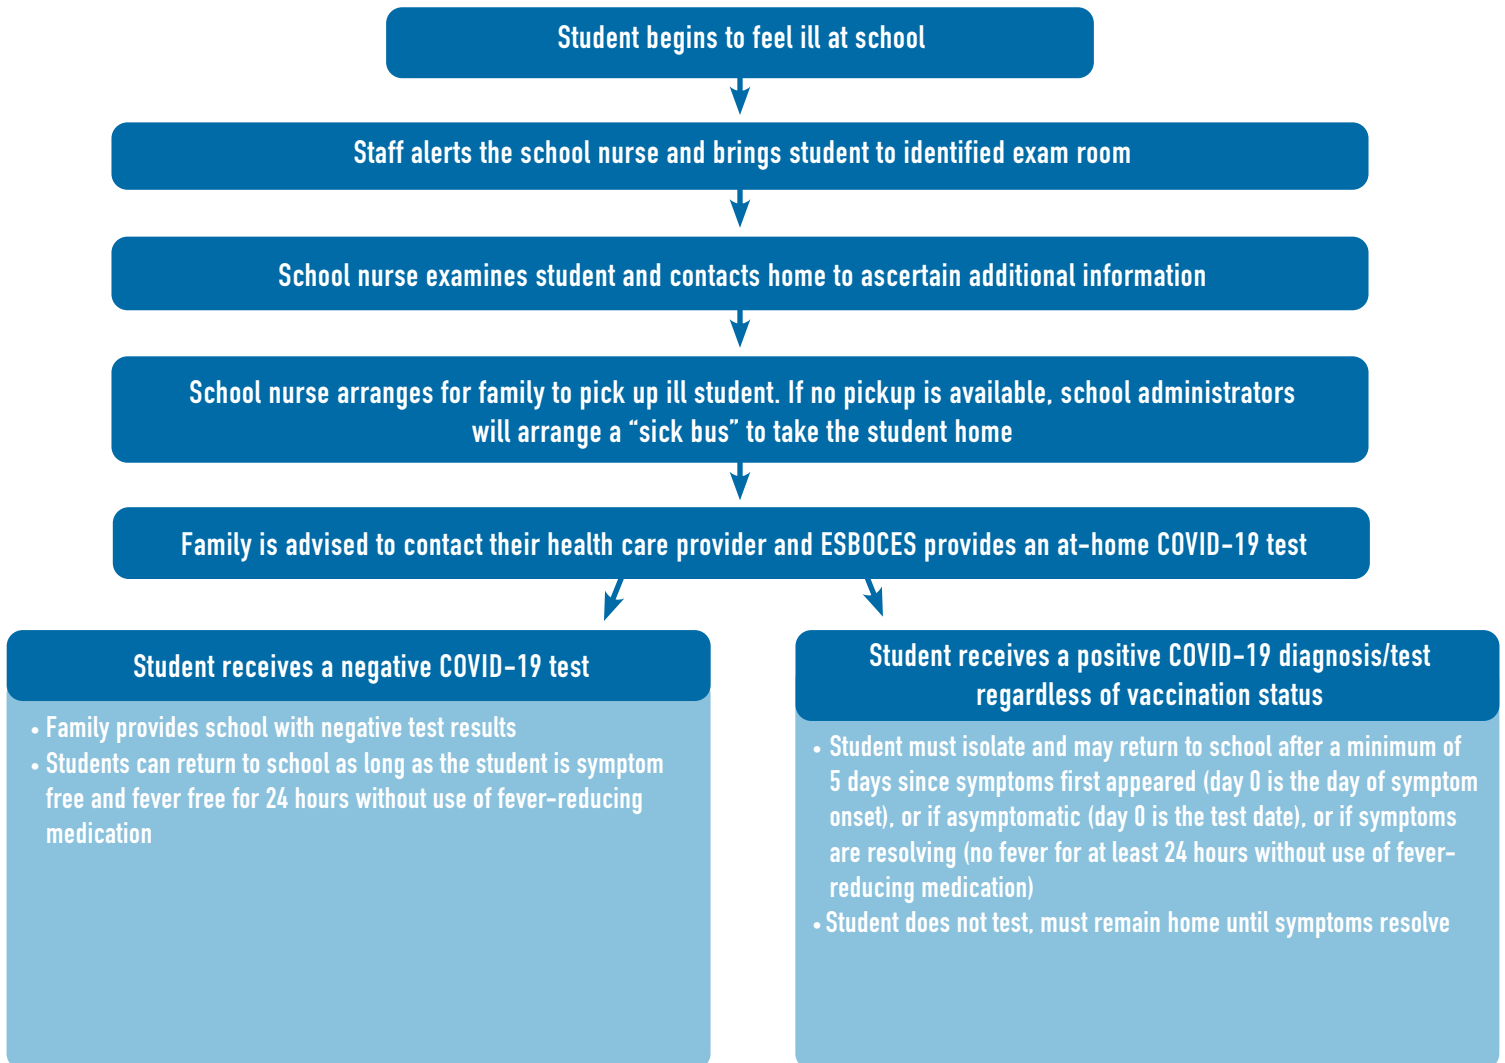 Student begins to feel ill at school
Staff alerts the school nurse and brings student to identified exam room
School nurse examines student and contacts home to ascertain additional information
School nurse arranges for family to pick up ill student. If no pickup is available, school administrators
will arrange a “sick bus” to take the student home
Family is advised to contact their health care provider and ESBOCES provides an at-home COVID-19 test
Student receives a negative COVID-19 test
• Family provides school with negative test results
• Students can return to school as long as the student is symptom
free and fever free for 24 hours without use of fever-reducing
medication
Student receives a positive COVID-19 diagnosis/test
regardless of vaccination status
• Student must isolate and may return to school after a minimum of
5 days since symptoms first appeared (day 0 is the day of symptom
onset), or if asymptomatic (day 0 is the test date), or if symptoms
are resolving (no fever for at least 24 hours without use of fever-
reducing medication)
• Student does not test, must remain home until symptoms resolve